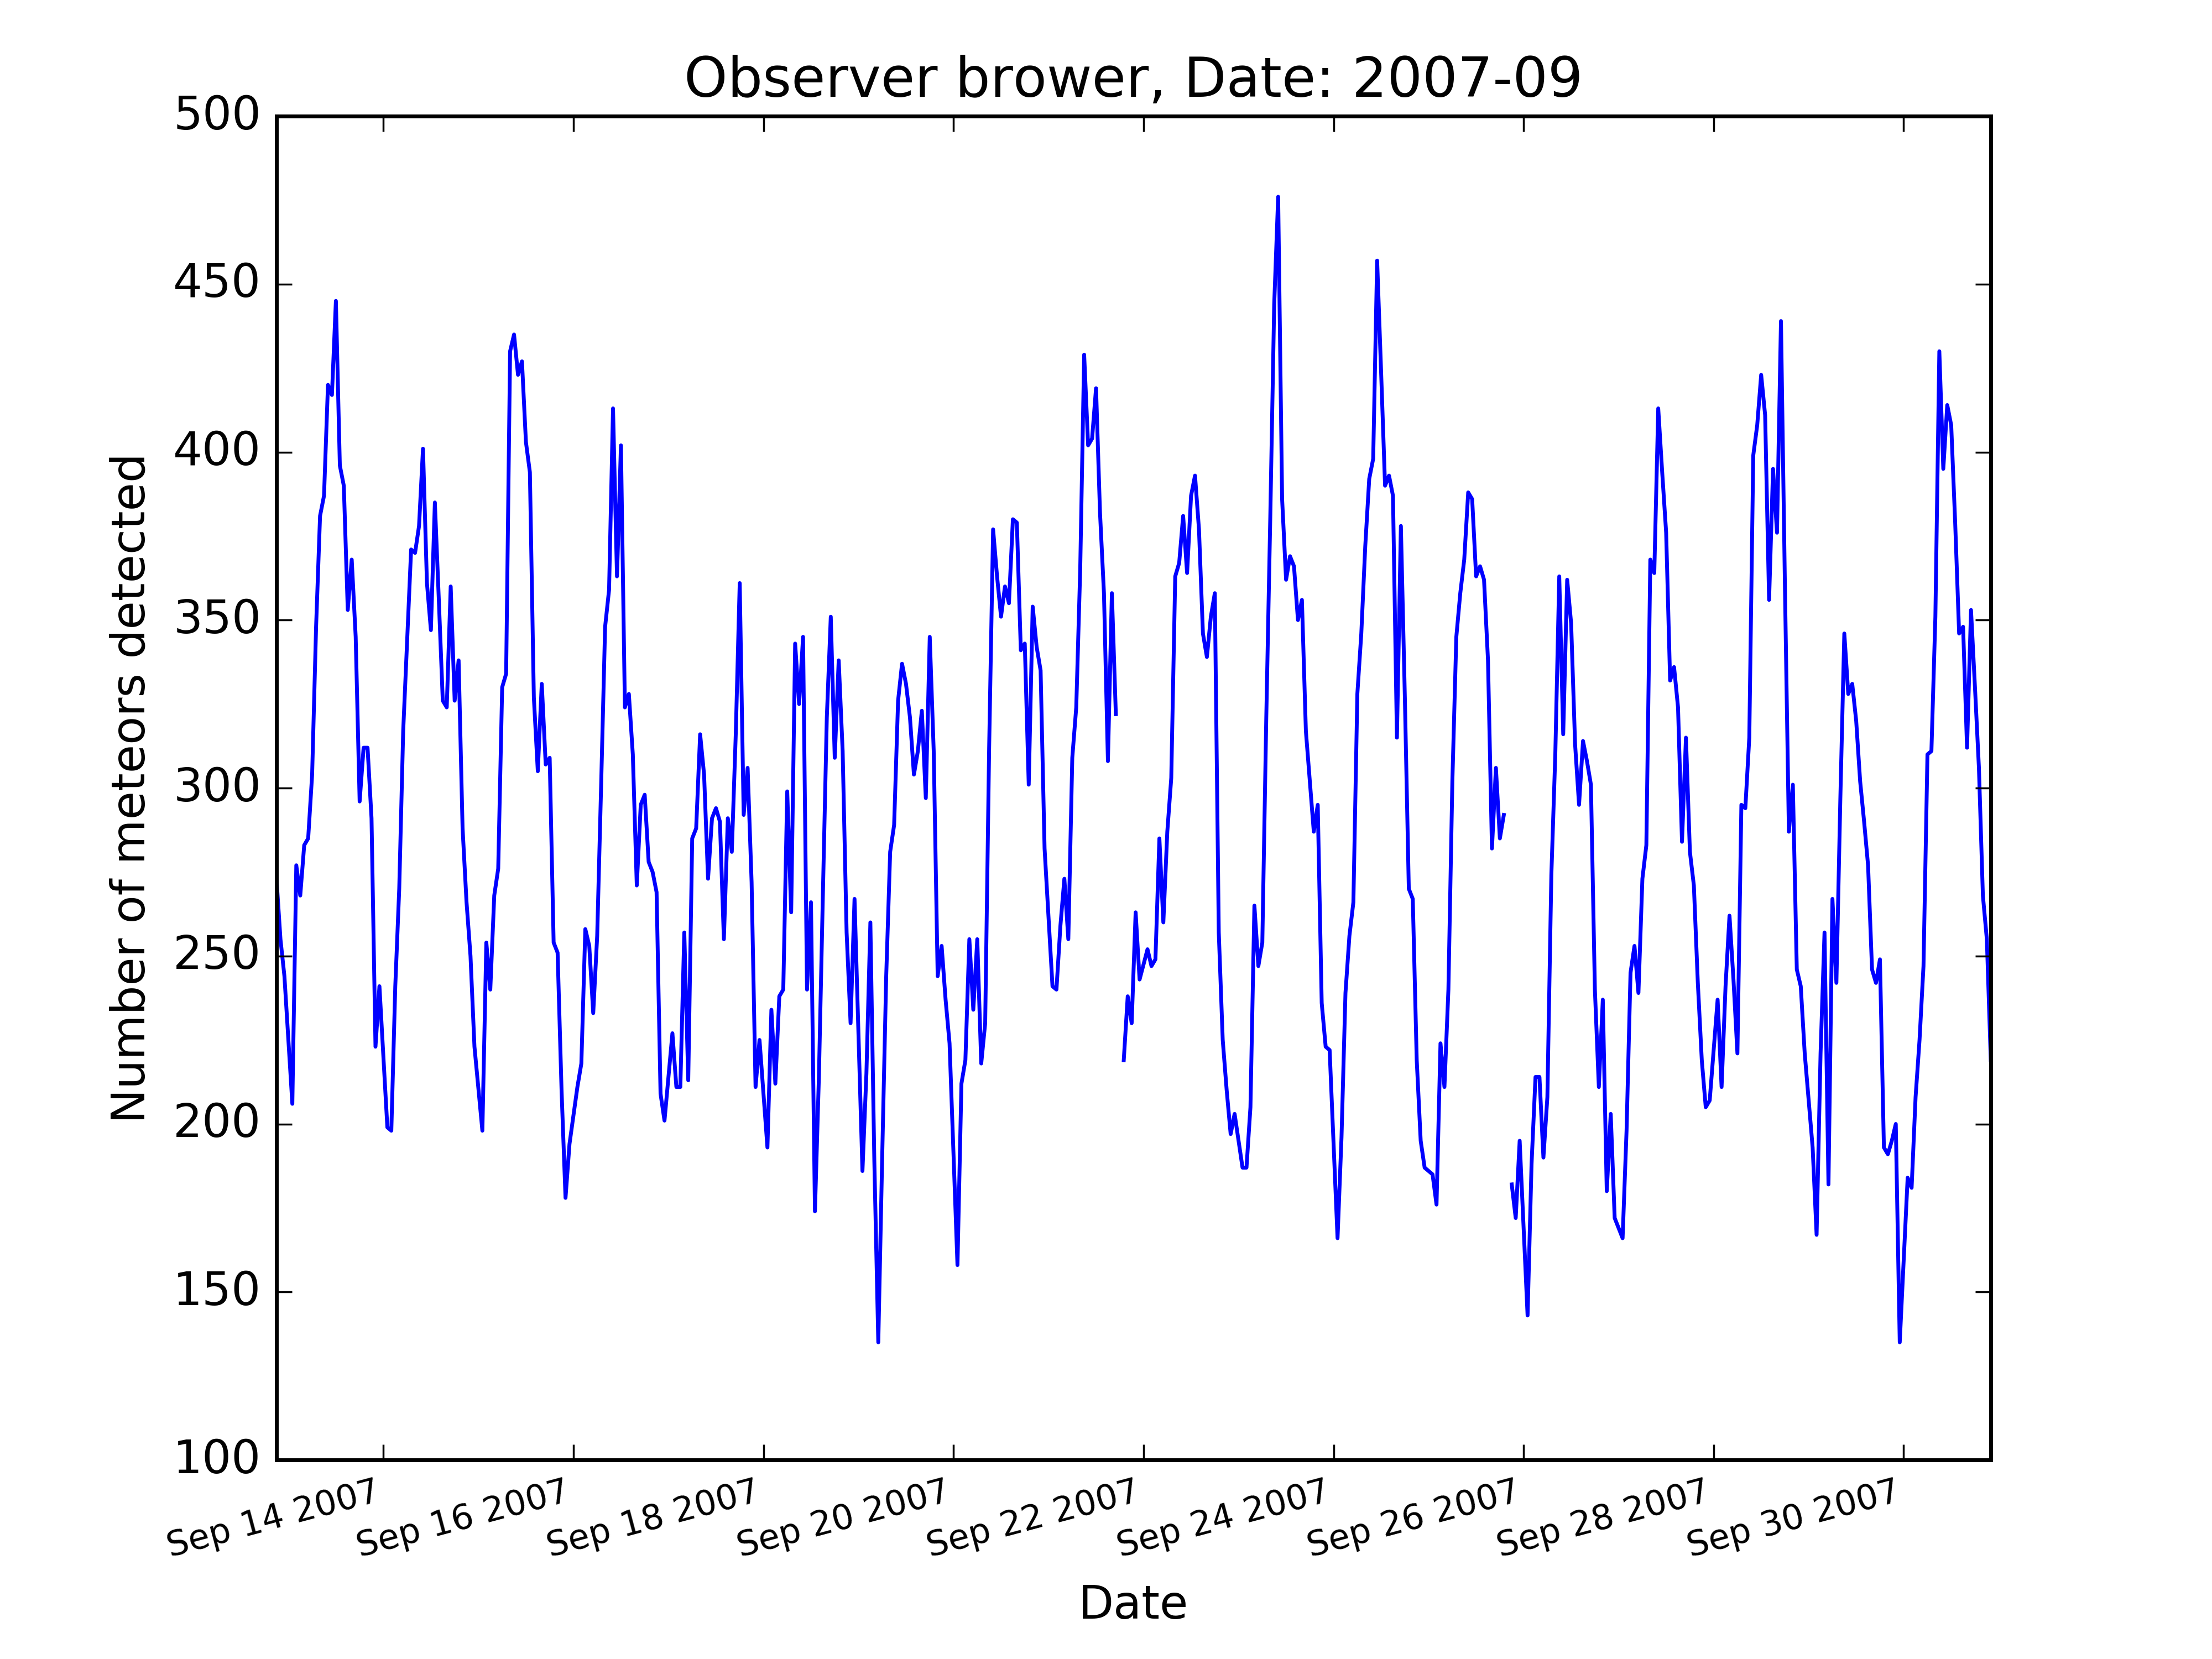 Observer brower, Date: 2007-09
500
450
400
350
300
250
200
150
100
Number of meteors detected
Sep 14 2007
Sep 16 2007
Sep 18 2007
Sep 20 2007
Sep 22 2007
Sep 24 2007
Sep 26 2007
Sep 28 2007
Sep 30 2007
Date